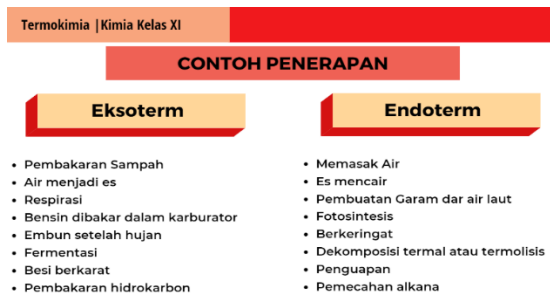 Termokimia |Kimia Kelas XI
CONTOH PENERAPAN
Eksoterm
• Pembakaran Sampah
• Air menjadi es
• Respirasi
• Bensin dibakar dalam karburator
• Embun setelah hujan
• Fermentasi
• Besi berkarat
• Pembakaran hidrokarbon
Endoterm
• Memasak Air
• Es mencair
• Pembuatan Garam dar air laut
• Fotosintesis
• Berkeringat
• Dekomposisi termal atau termolisis
• Penguapan
• Pemecahan alkana